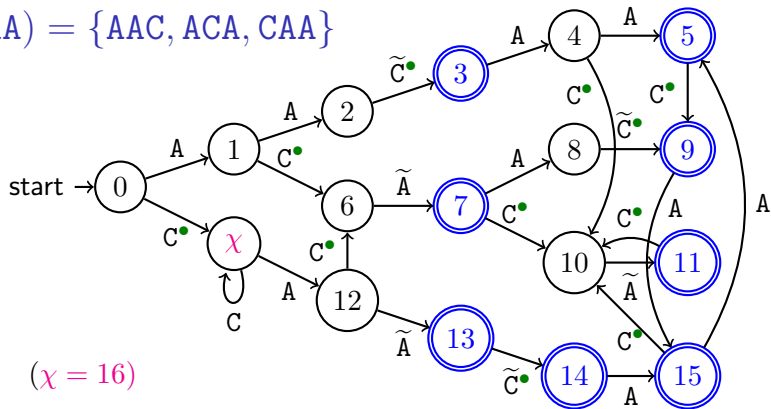 A) = {AAC, ACA, CAA}
A
4
A
5
C̃•
3
A
2
C•
C•
A
1
A
8
C̃•
9
C•
start
0
6
Ã
7
C•
A
C•
χ
C•
10
C•
11
A
C
A
12
Ã
Ã
13
C̃•
14
A
C•
15
(χ = 16)